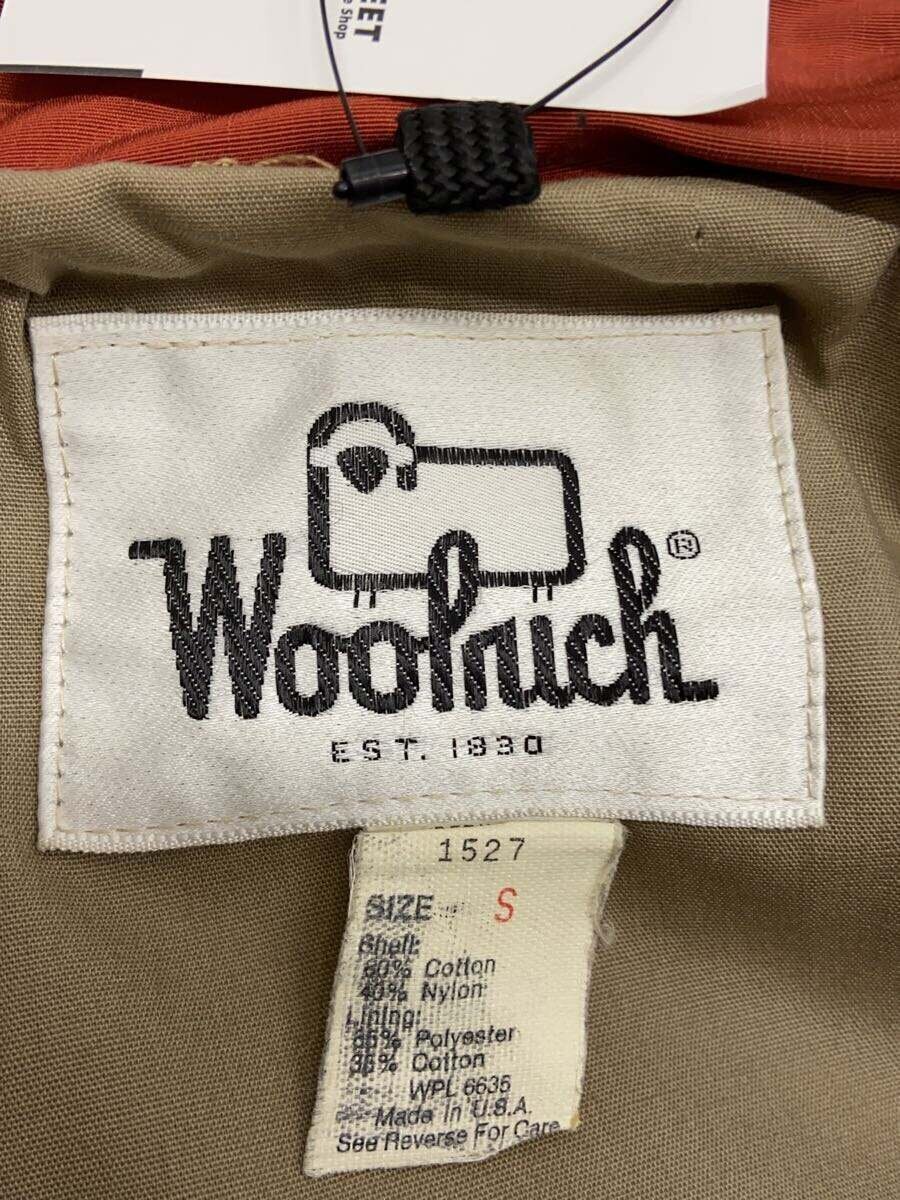 EET
e Shop
Woolrich®
EST. 1830
1527
SIZE S
Shell:
60% Cotton
40% Nylon
Lining:
65% Polyester
35% Cotton
WPL 6635
Made In U.S.A.
See Reverse For Care